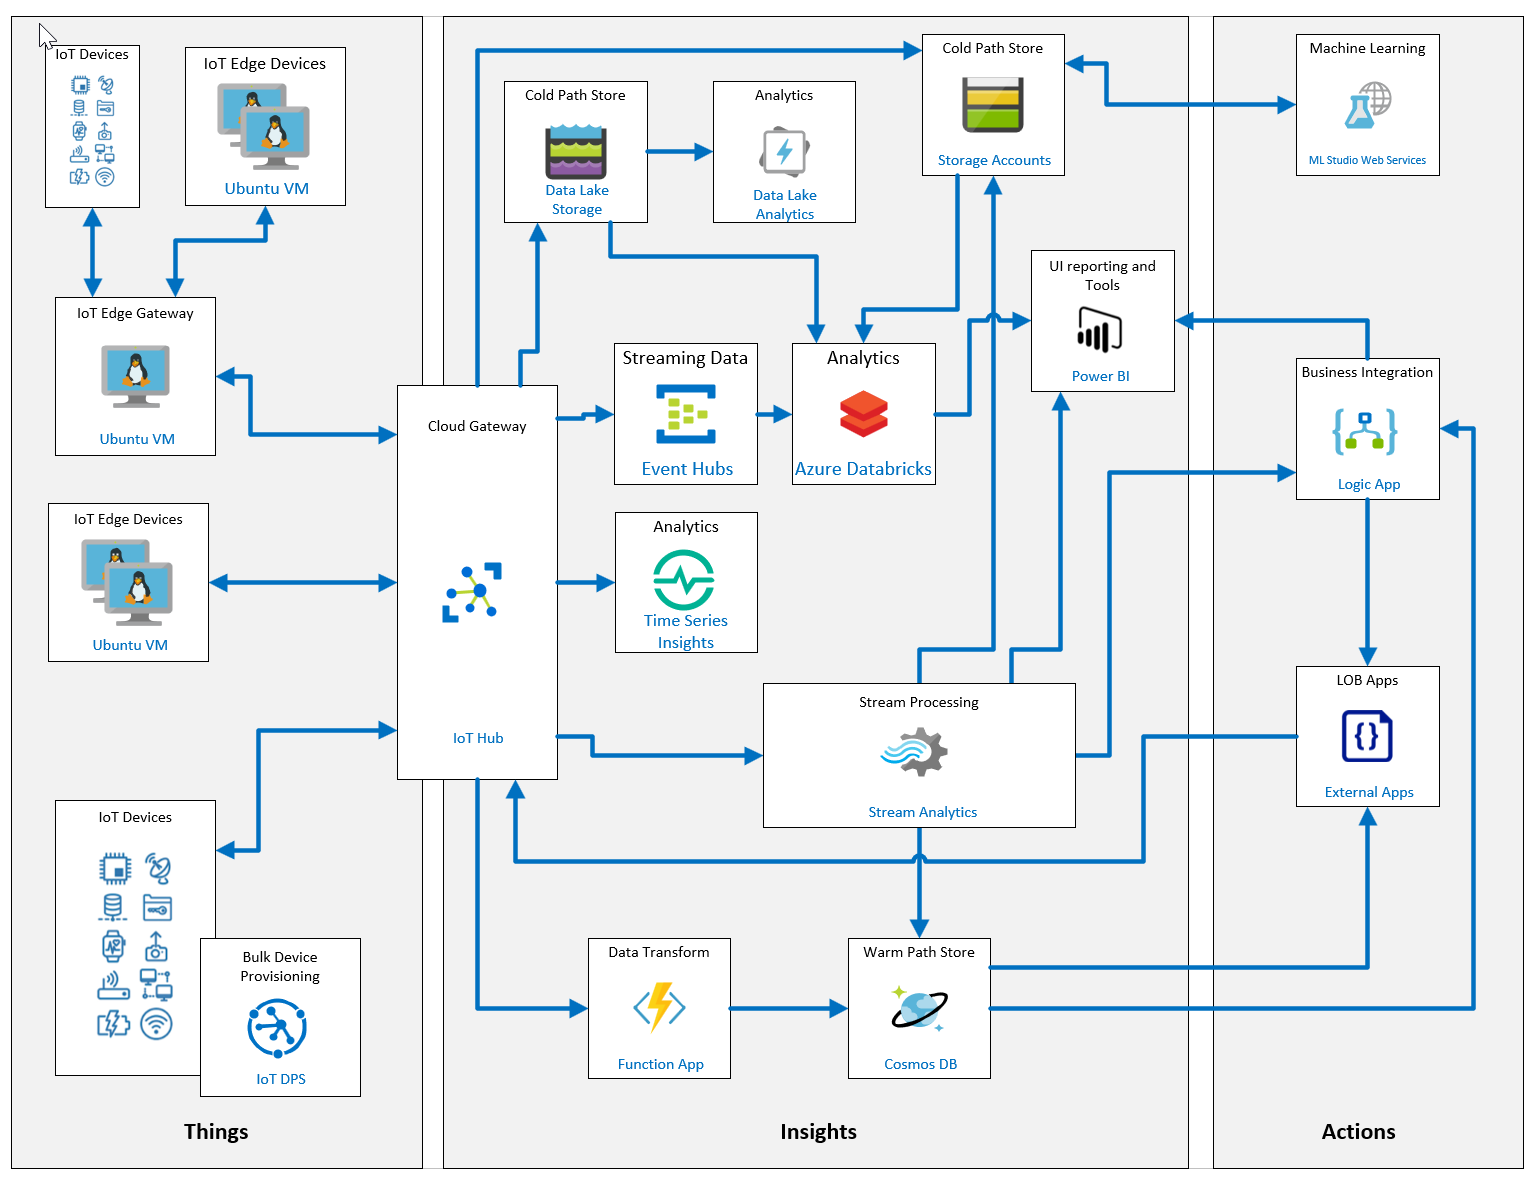 IoT Devices
IoT Edge Devices
Ubuntu VM
IoT Edge Gateway
Ubuntu VM
IoT Edge Devices
Ubuntu VM
IoT Devices
Bulk Device
Provisioning
IoT DPS
Things
Cloud Gateway
IoT Hub
Cold Path Store
Data Lake
Storage
Analytics
Data Lake
Analytics
Cold Path Store
Storage Accounts
UI reporting and
Tools
Power BI
Streaming Data
Event Hubs
Analytics
Azure Databricks
Analytics
Time Series
Insights
Stream Processing
Stream Analytics
Data Transform
Function App
Warm Path Store
Cosmos DB
Insights
Machine Learning
ML Studio Web Services
Business Integration
Logic App
LOB Apps
External Apps
Actions